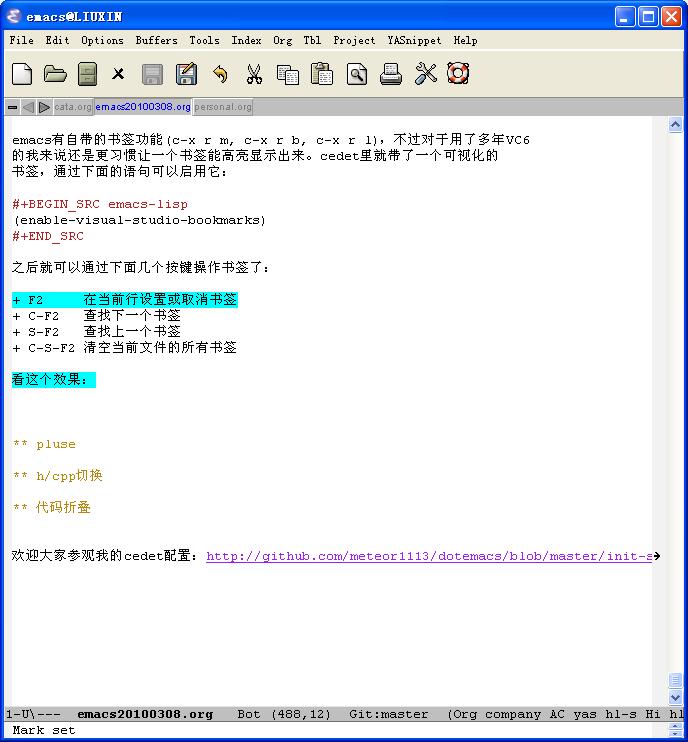 emacs@LIUXIN
File Edit Options Buffers Tools Index Org Tbl Project YASnippet Help
cata.org emacs20100308.org personal.org
emacs有自带的书签功能(c-x r m, c-x r b, c-x r l)，不过对于用了多年VC6
的我来说还是更习惯让一个书签能高亮显示出来。cedet里就带了一个可视化的
书签，通过下面的语句可以启用它：
#+BEGIN_SRC emacs-lisp
(enable-visual-studio-bookmarks)
#+END_SRC
之后就可以通过下面几个按键操作书签了：
+ F2 在当前行设置或取消书签
+ C-F2 查找下一个书签
+ S-F2 查找上一个书签
+ C-S-F2 清空当前文件的所有书签
看这个效果：
** pluse
** h/cpp切换
** 代码折叠
欢迎大家参观我的cedet配置：http://github.com/meteor1113/dotemacs/blob/master/init-s
1-U\--- emacs20100308.org Bot (488,12) Git:master (Org company AC yas hl-s Hi hl
Mark set